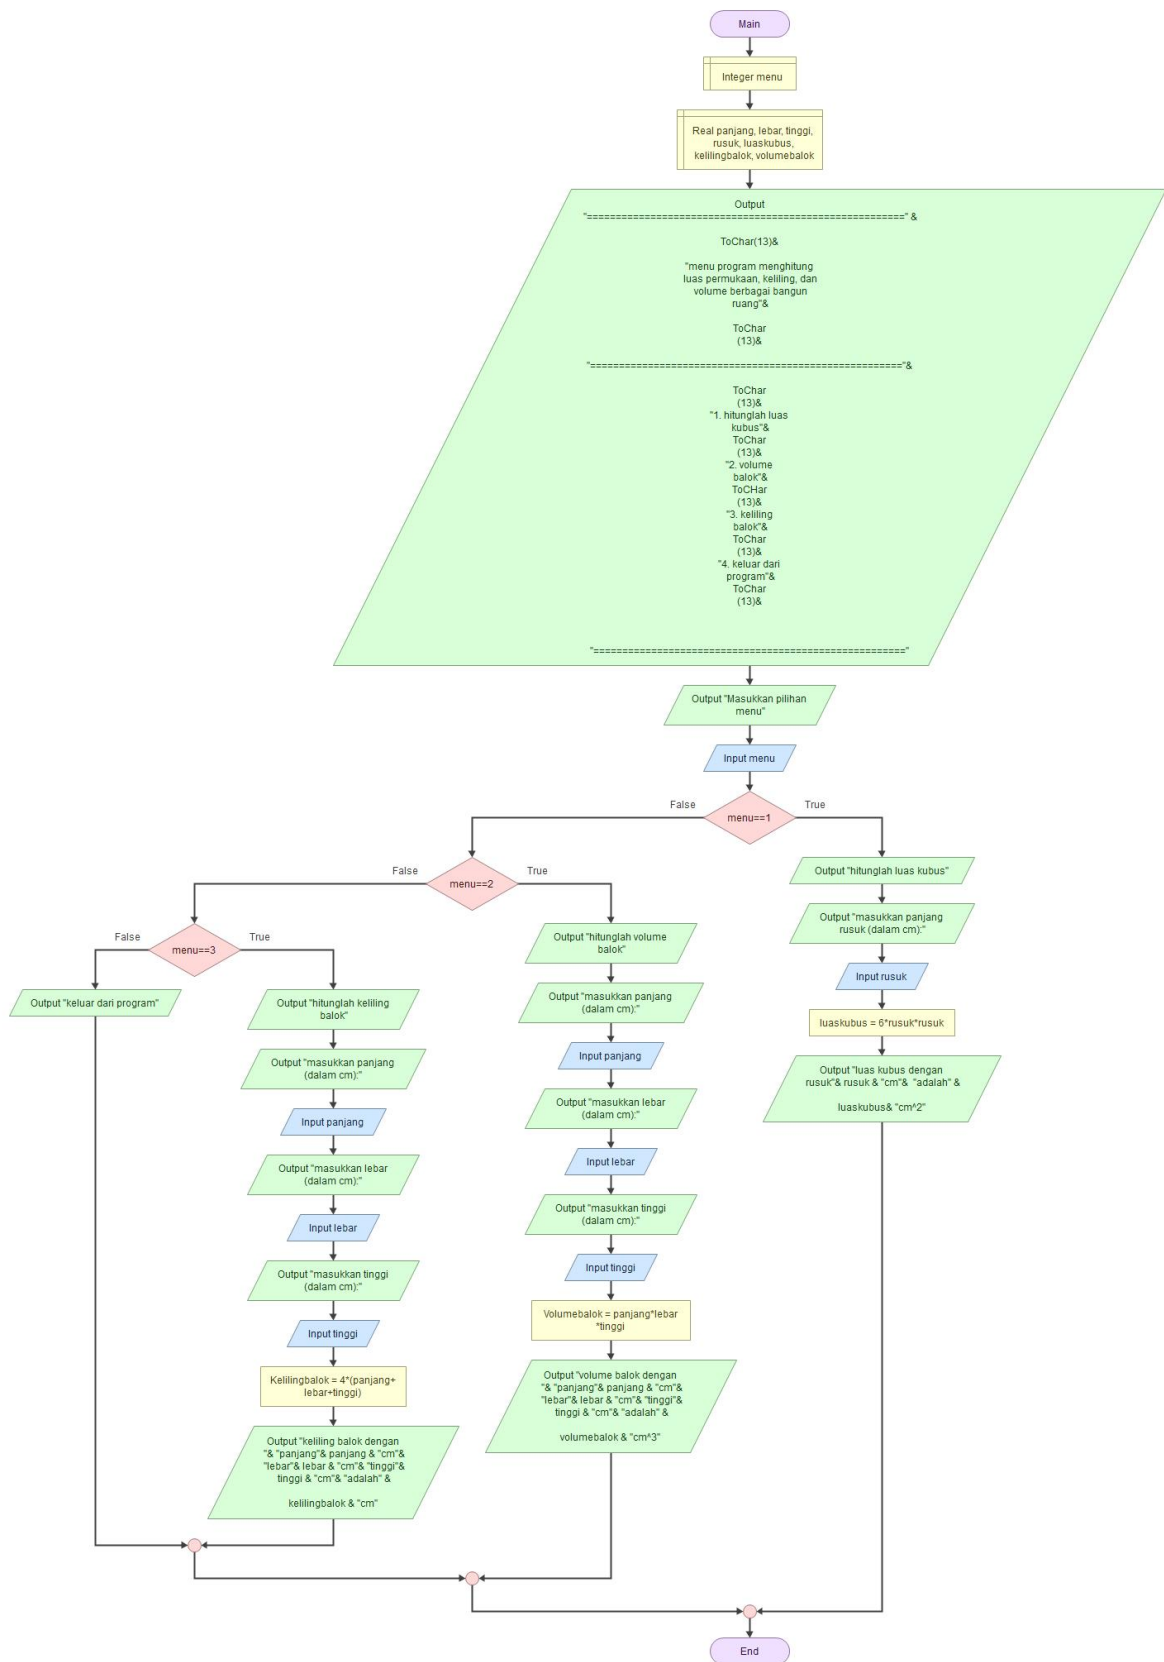 Main
Integer menu
Real panjang, lebar, tinggi,
rusuk, luaskubus,
kelilingbalok, volumebalok
Output
"=======================================================" &
ToChar(13)&
"menu program menghitung
luas permukaan, keliling, dan
volume berbagai bangun
ruang"&
ToChar
(13)&
"======================================================"&
ToChar
(13)&
"1. hitunglah luas
kubus"&
ToChar
(13)&
"2. volume
balok"&
ToCHar
(13)&
"3. keliling
balok"&
ToChar
(13)&
"4. keluar dari
program"&
ToChar
(13)&
"======================================================"
Output "Masukkan pilihan
menu"
Input menu
False
True
menu==1
False
True
menu==2
Output "hitunglah luas kubus"
Output "masukkan panjang
rusuk (dalam cm):"
Input rusuk
luaskubus = 6*rusuk*rusuk
Output "luas kubus dengan
rusuk"& rusuk & "cm"& "adalah" &
luaskubus& "cm^2"
False
True
menu==3
Output "hitunglah volume
balok"
Output "masukkan panjang
(dalam cm):"
Input panjang
Output "masukkan lebar
(dalam cm):"
Input lebar
Output "masukkan tinggi
(dalam cm):"
Input tinggi
Volumebalok = panjang*lebar
*tinggi
Output "volume balok dengan
"& "panjang"& panjang & "cm"&
"lebar"& lebar & "cm"& "tinggi"&
tinggi & "cm"& "adalah" &
volumebalok & "cm^3"
Output "keluar dari program"
Output "hitunglah keliling
balok"
Output "masukkan panjang
(dalam cm):"
Input panjang
Output "masukkan lebar
(dalam cm):"
Input lebar
Output "masukkan tinggi
(dalam cm):"
Input tinggi
Kelilingbalok = 4*(panjang+
lebar+tinggi)
Output "keliling balok dengan
"& "panjang"& panjang & "cm"&
"lebar"& lebar & "cm"& "tinggi"&
tinggi & "cm"& "adalah" &
kelilingbalok & "cm"
End